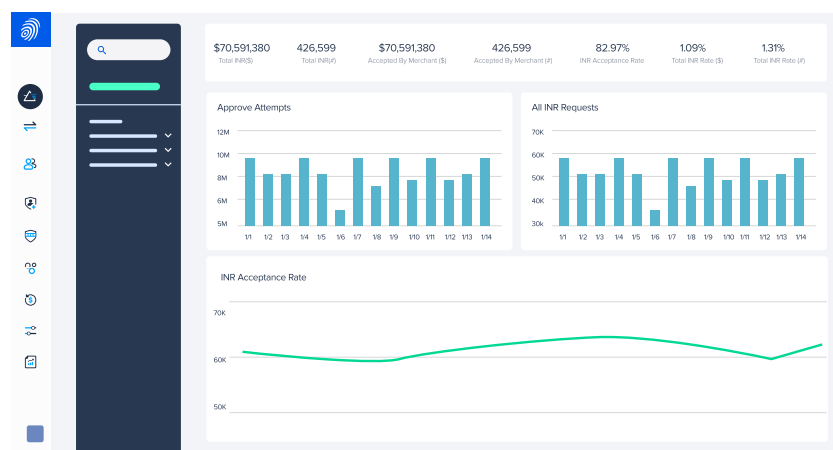 $70,591,380 426,599 $70,591,380 426,599 82.97% 1.09% 1.31%
Total INR($) Total INR(#) Accepted By Merchant ($) Accepted By Merchant (#) INR Acceptance Rate Total INR Rate ($) Total INR Rate (#)
Approve Attempts
12M
10M
8M
6M
5M
1/1 1/2 1/3 1/4 1/5 1/6 1/7 1/8 1/9 1/10 1/11 1/12 1/13 1/14
All INR Requests
70K
60K
50K
40K
30k
1/1 1/2 1/3 1/4 1/5 1/6 1/7 1/8 1/9 1/10 1/11 1/12 1/13 1/14
INR Acceptance Rate
70K
60K
50K